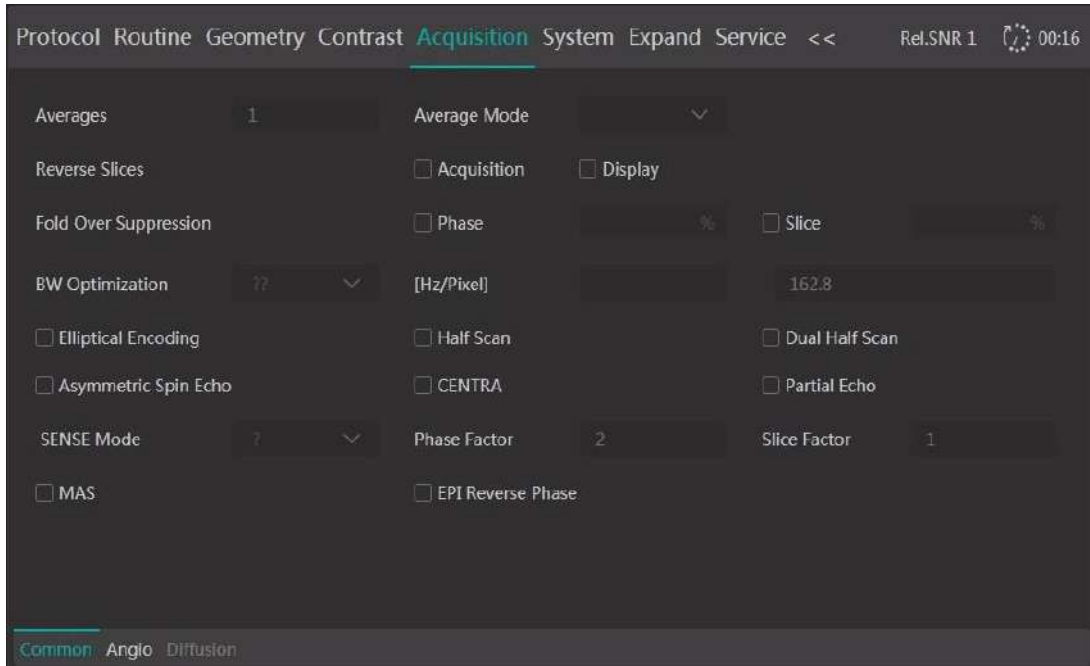 Protocol Routine Geometry Contrast Acquisition System Expand Service << Rel.SNR 1 00:16
Averages 1 Average Mode
Reverse Slices Acquisition Display
Fold Over Suppression Phase % Slice %
BW Optimization ?? [Hz/Pixel] 162.8
Elliptical Encoding Half Scan Dual Half Scan
Asymmetric Spin Echo CENTRA Partial Echo
SENSE Mode ? Phase Factor 2 Slice Factor 1
MAS EPI Reverse Phase
Common Angio Diffusion